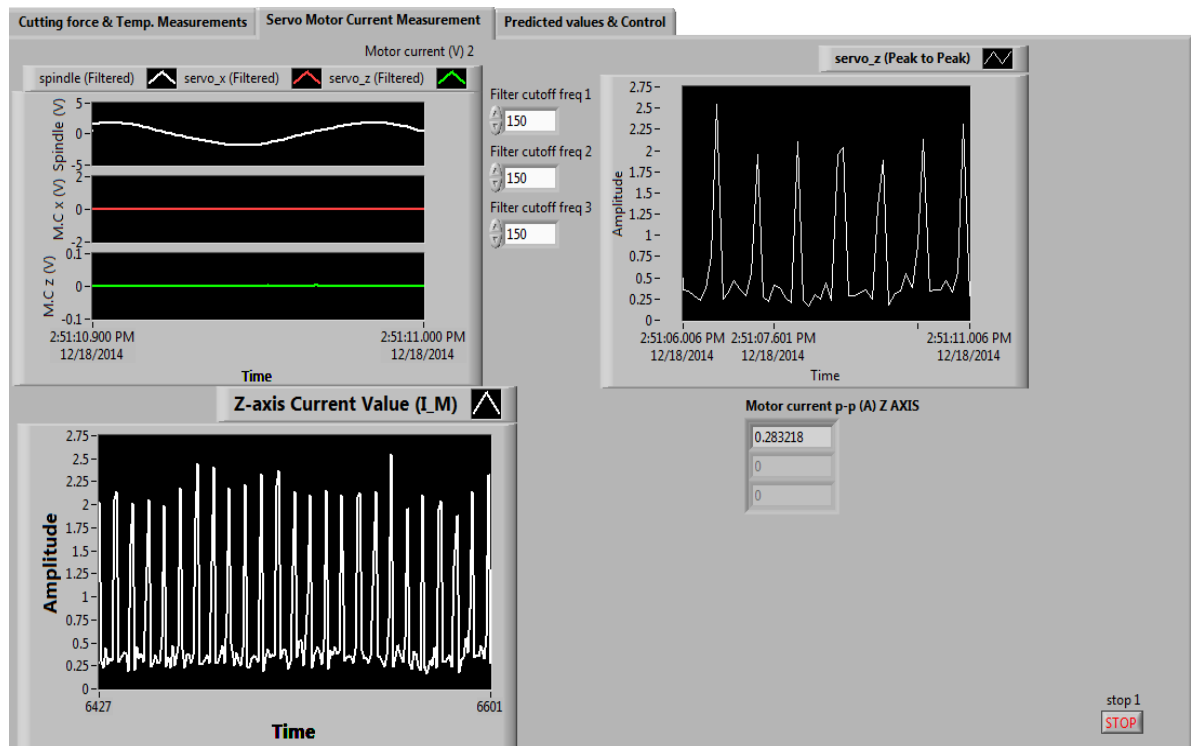 Cutting force & Temp. Measurements
Servo Motor Current Measurement
Predicted values & Control
Motor current (V) 2
spindle (Filtered)
servo_x (Filtered)
servo_z (Filtered)
Spindle (V)
5
0
-5
M.C x (V)
2
0
-2
M.C z (V)
0.1
0
-0.1
2:51:10.900 PM
12/18/2014
2:51:11.000 PM
12/18/2014
Time
Filter cutoff freq 1
150
Filter cutoff freq 2
150
Filter cutoff freq 3
150
servo_z (Peak to Peak)
Amplitude
2.75
2.5
2.25
2
1.75
1.5
1.25
1
0.75
0.5
0.25
0
2:51:06.006 PM
12/18/2014
2:51:07.601 PM
12/18/2014
2:51:11.006 PM
12/18/2014
Time
Z-axis Current Value (I_M)
Amplitude
2.75
2.5
2.25
2
1.75
1.5
1.25
1
0.75
0.5
0.25
0
6427
6601
Time
Motor current p-p (A) Z AXIS
0.283218
0
0
stop 1
STOP